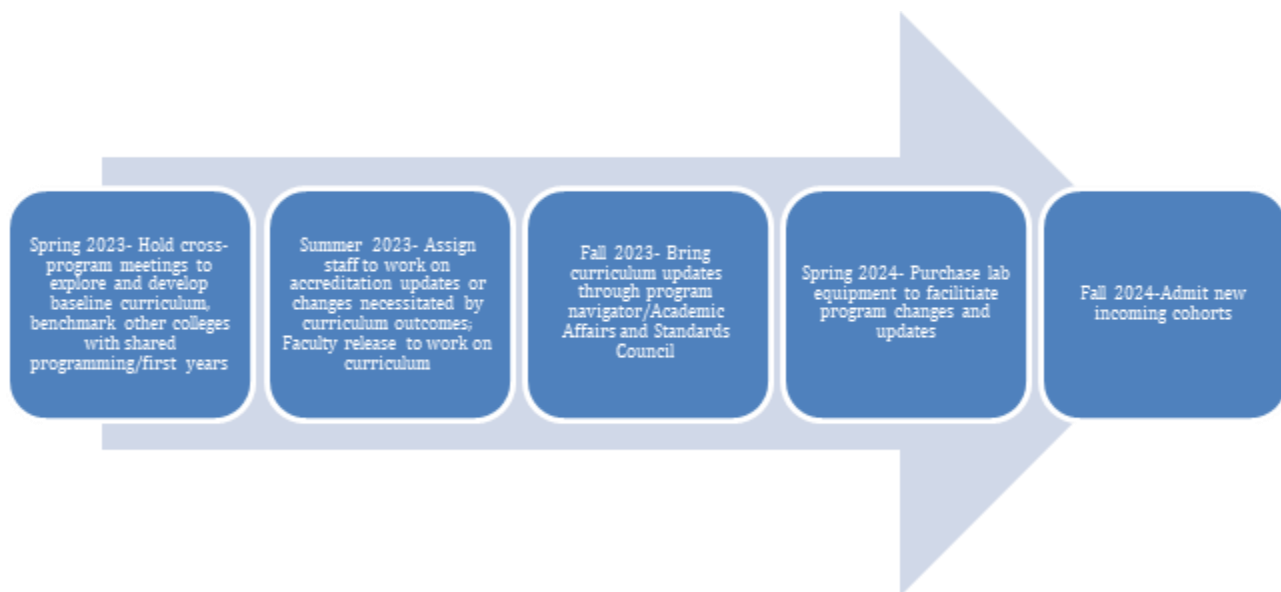 Spring 2023- Hold cross-
program meetings to
explore and develop
baseline curriculum,
benchmark other colleges
with shared
programming/first years
Summer 2023- Assign
staff to work on
accreditation updates or
changes necessitated by
curriculum outcomes;
Faculty release to work on
curriculum
Fall 2023- Bring
curriculum updates
through program
navigator/Academic
Affairs and Standards
Council
Spring 2024- Purchase lab
equipment to facilitiate
program changes and
updates
Fall 2024-Admit new
incoming cohorts